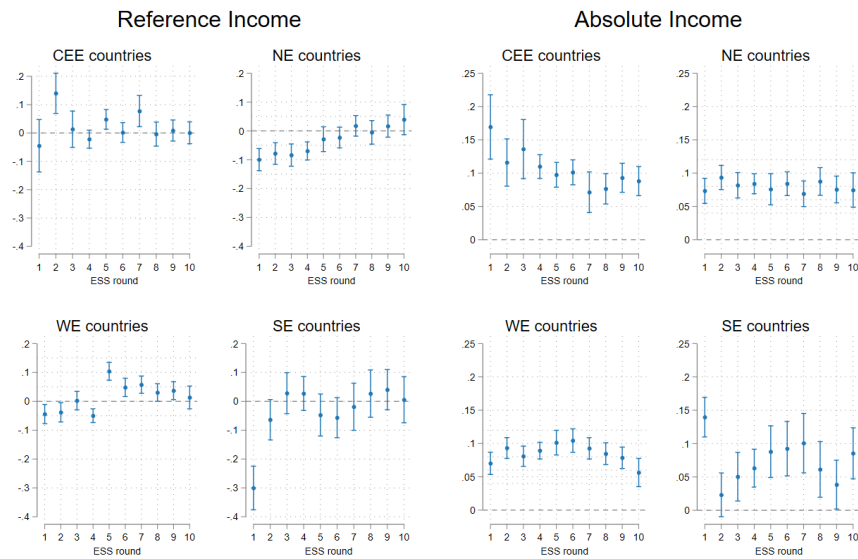 Reference Income
Absolute Income
CEE countries
NE countries
CEE countries
NE countries
.2
.1
0
-.1
-.2
-.3
-.4
.2
.1
0
-.1
-.2
-.3
-.4
.25
.2
.15
.1
.05
0
.25
.2
.15
.1
.05
0
1 2 3 4 5 6 7 8 9 10
1 2 3 4 5 6 7 8 9 10
1 2 3 4 5 6 7 8 9 10
1 2 3 4 5 6 7 8 9 10
ESS round
ESS round
ESS round
ESS round
WE countries
SE countries
WE countries
SE countries
.2
.1
0
-.1
-.2
-.3
-.4
.2
.1
0
-.1
-.2
-.3
-.4
.25
.2
.15
.1
.05
0
.25
.2
.15
.1
.05
0
1 2 3 4 5 6 7 8 9 10
1 2 3 4 5 6 7 8 9 10
1 2 3 4 5 6 7 8 9 10
1 2 3 4 5 6 7 8 9 10
ESS round
ESS round
ESS round
ESS round